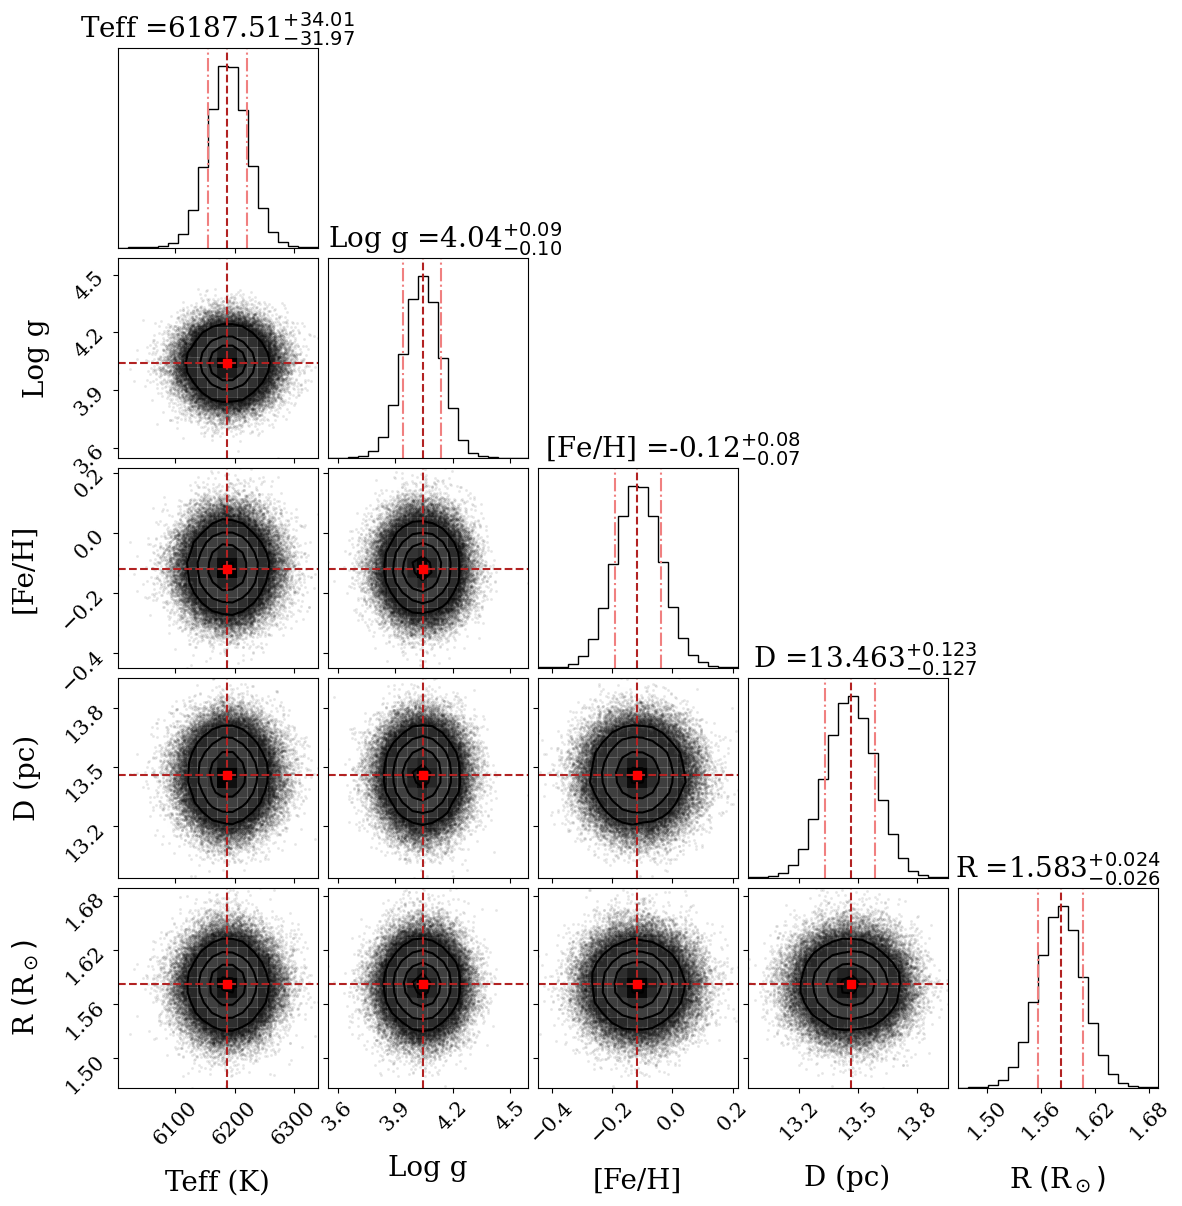 Teff =6187.51+34.01−31.97
Log g =4.04+0.09−0.10
Log g
4.5
4.2
3.9
3.6
[Fe/H] =-0.12+0.08−0.07
[Fe/H]
0.2
0.0
−0.2
−0.4
D =13.463+0.123−0.127
D (pc)
13.8
13.5
13.2
R =1.583+0.024−0.026
R (R⊙)
1.68
1.62
1.56
1.50
6100 6200 6300
3.6 3.9 4.2 4.5
−0.4 −0.2 0.0 0.2
13.2 13.5 13.8
1.50 1.56 1.62 1.68
Teff (K)
Log g
[Fe/H]
D (pc)
R (R⊙)